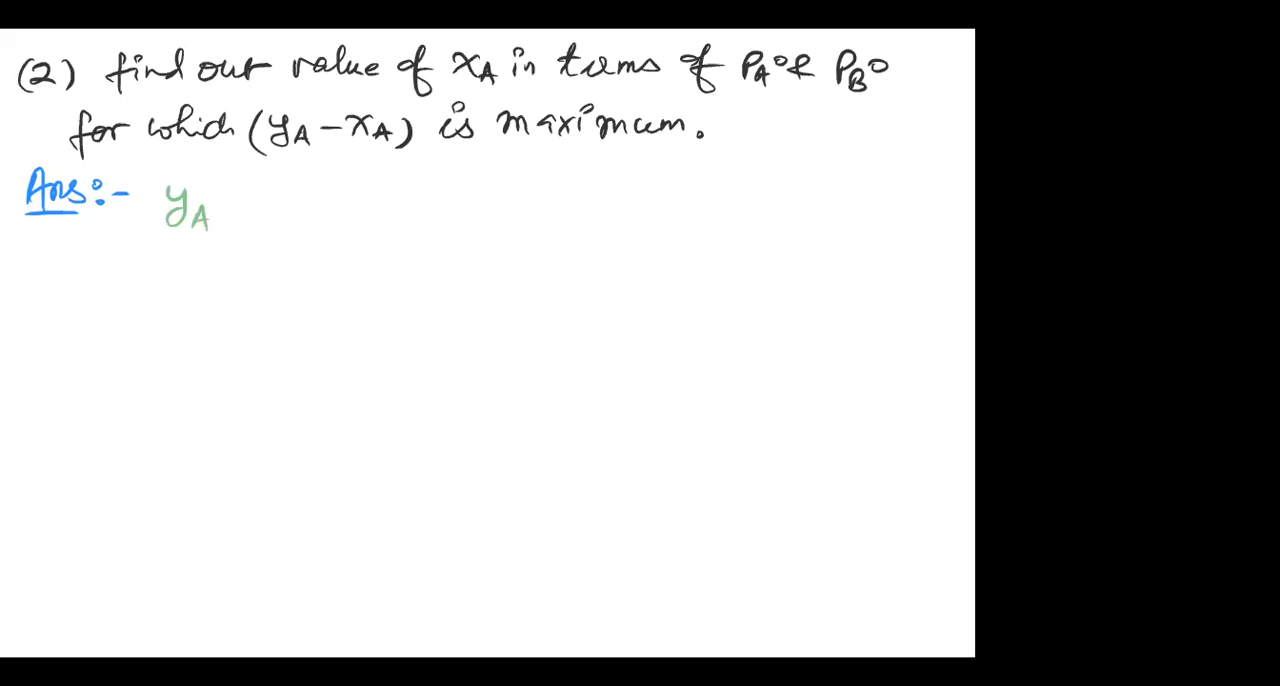 (2) find out value of xA in terms of PA° & PB°
for which (yA - xA) is maximum.
Ans:- yA